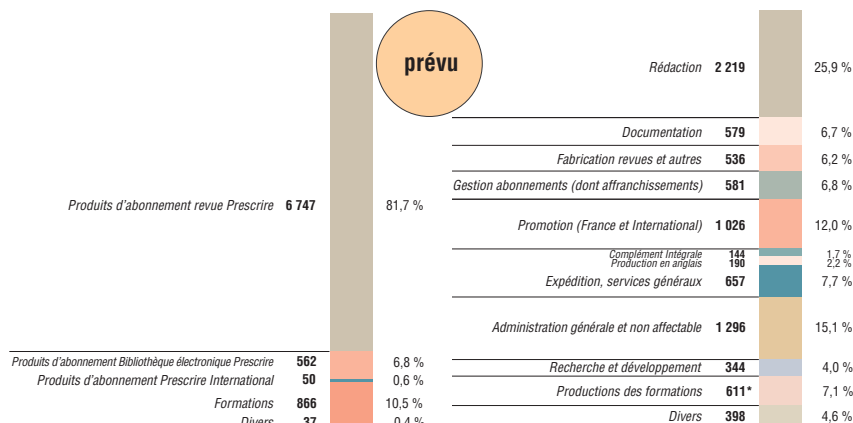 prévu
Produits d'abonnement revue Prescrire 6 747 81,7 %
Produits d'abonnement Bibliothèque électronique Prescrire 562 6,8 %
Produits d'abonnement Prescrire International 50 0,6 %
Formations 866 10,5 %
Divers 37 0,4 %
Rédaction 2 219 25,9 %
Documentation 579 6,7 %
Fabrication revues et autres 536 6,2 %
Gestion abonnements (dont affranchissements) 581 6,8 %
Promotion (France et International) 1 026 12,0 %
Complément Intégrale 144 1,7 %
Production en anglais 190 2,2 %
Expédition, services généraux 657 7,7 %
Administration générale et non affectable 1 296 15,1 %
Recherche et développement 344 4,0 %
Productions des formations 611* 7,1 %
Divers 398 4,6 %